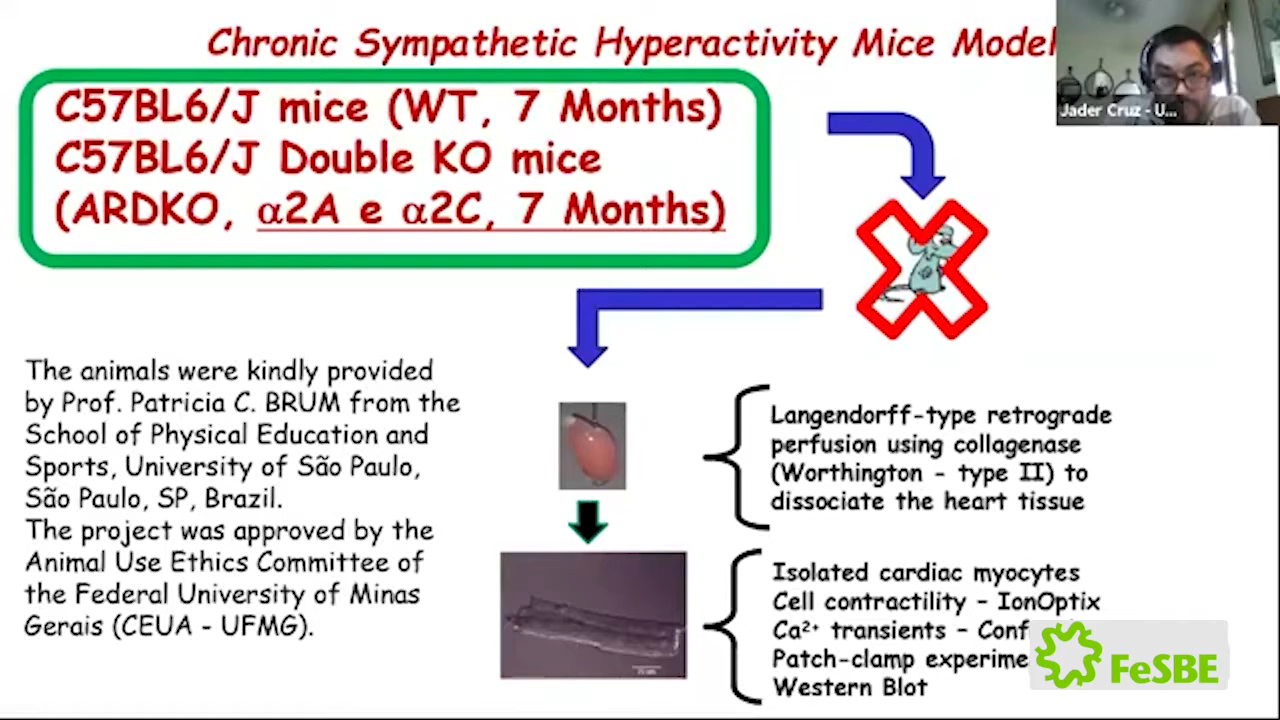 Chronic Sympathetic Hyperactivity Mice Model
Jader Cruz - U...
C57BL6/J mice (WT, 7 Months)
C57BL6/J Double KO mice
(ARDKO, α2A e α2C, 7 Months)
The animals were kindly provided
by Prof. Patricia C. BRUM from the
School of Physical Education and
Sports, University of São Paulo,
São Paulo, SP, Brazil.
The project was approved by the
Animal Use Ethics Committee of
the Federal University of Minas
Gerais (CEUA - UFMG).
Langendorff-type retrograde
perfusion using collagenase
(Worthington - type II) to
dissociate the heart tissue
Isolated cardiac myocytes
Cell contractility - IonOptix
Ca²⁺ transients -
Patch-clamp
Western Blot
FeSBE